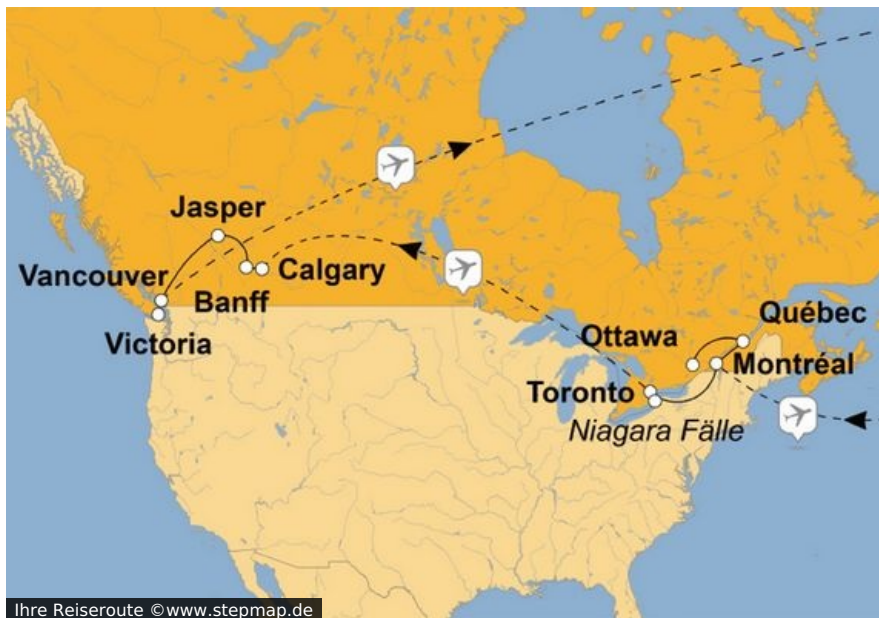 Jasper
Vancouver
Calgary
Banff
Victoria
Québec
Ottawa
Montréal
Toronto
Niagara Fälle
Ihre Reiseroute ©www.stepmap.de